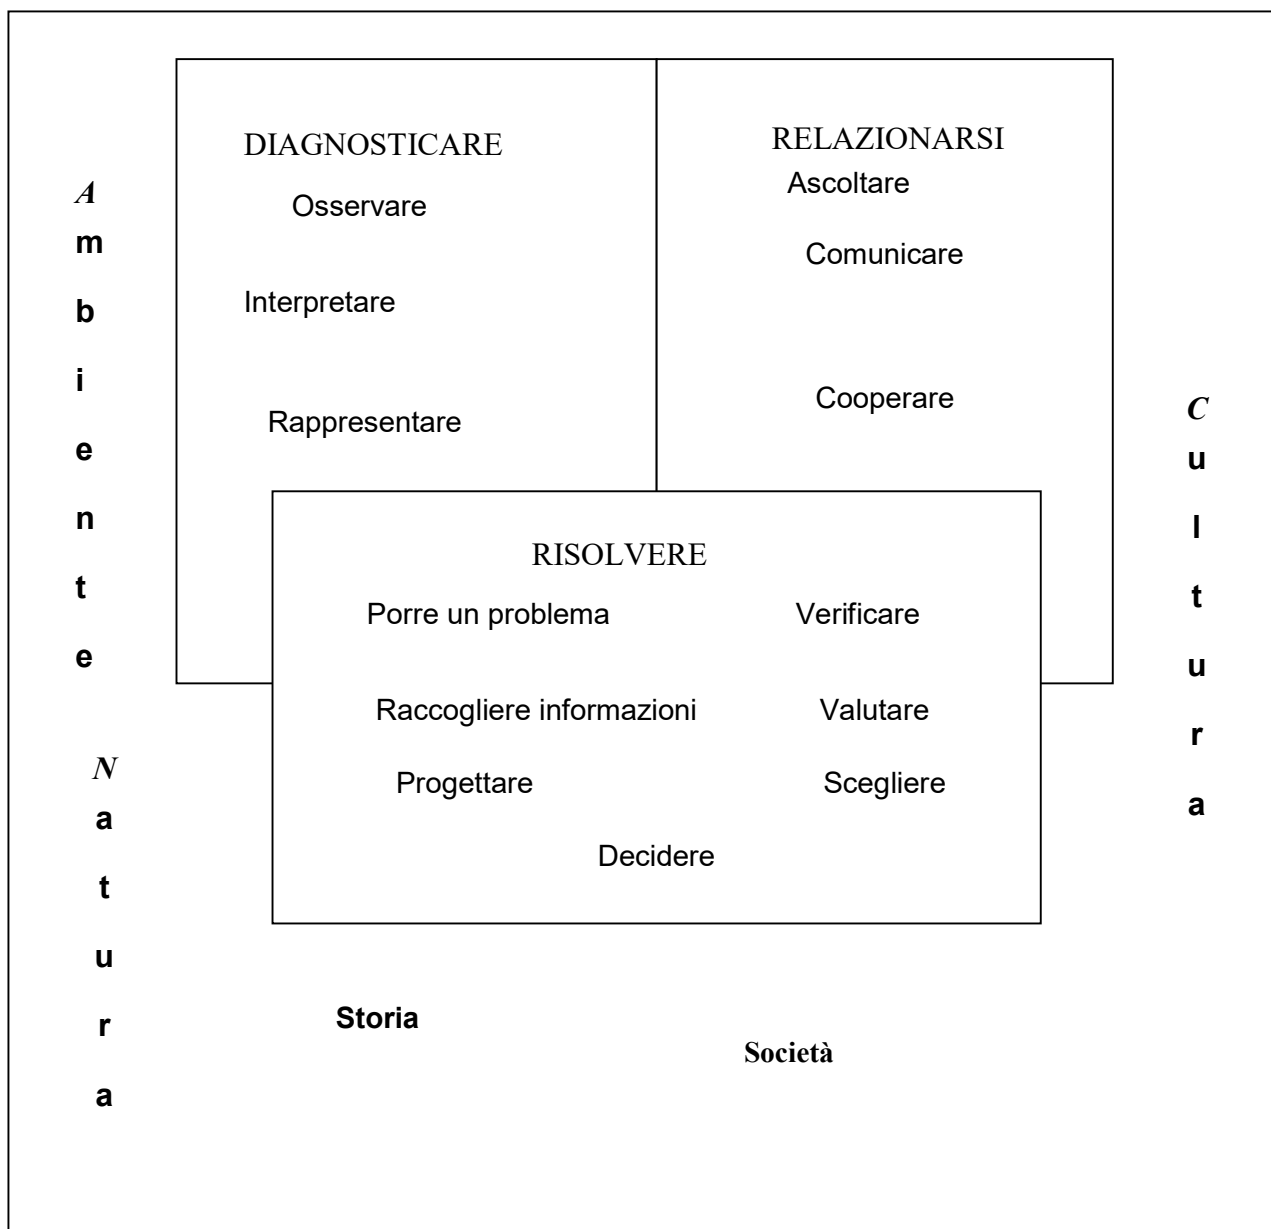 DIAGNOSTICARE
Osservare
Interpretare
Rappresentare
RELAZIONARSI
Ascoltare
Comunicare
Cooperare
RISOLVERE
Porre un problema
Verificare
Raccogliere informazioni
Valutare
Progettare
Scegliere
Decidere
Ambiente
Natura
Cultura
Storia
Società